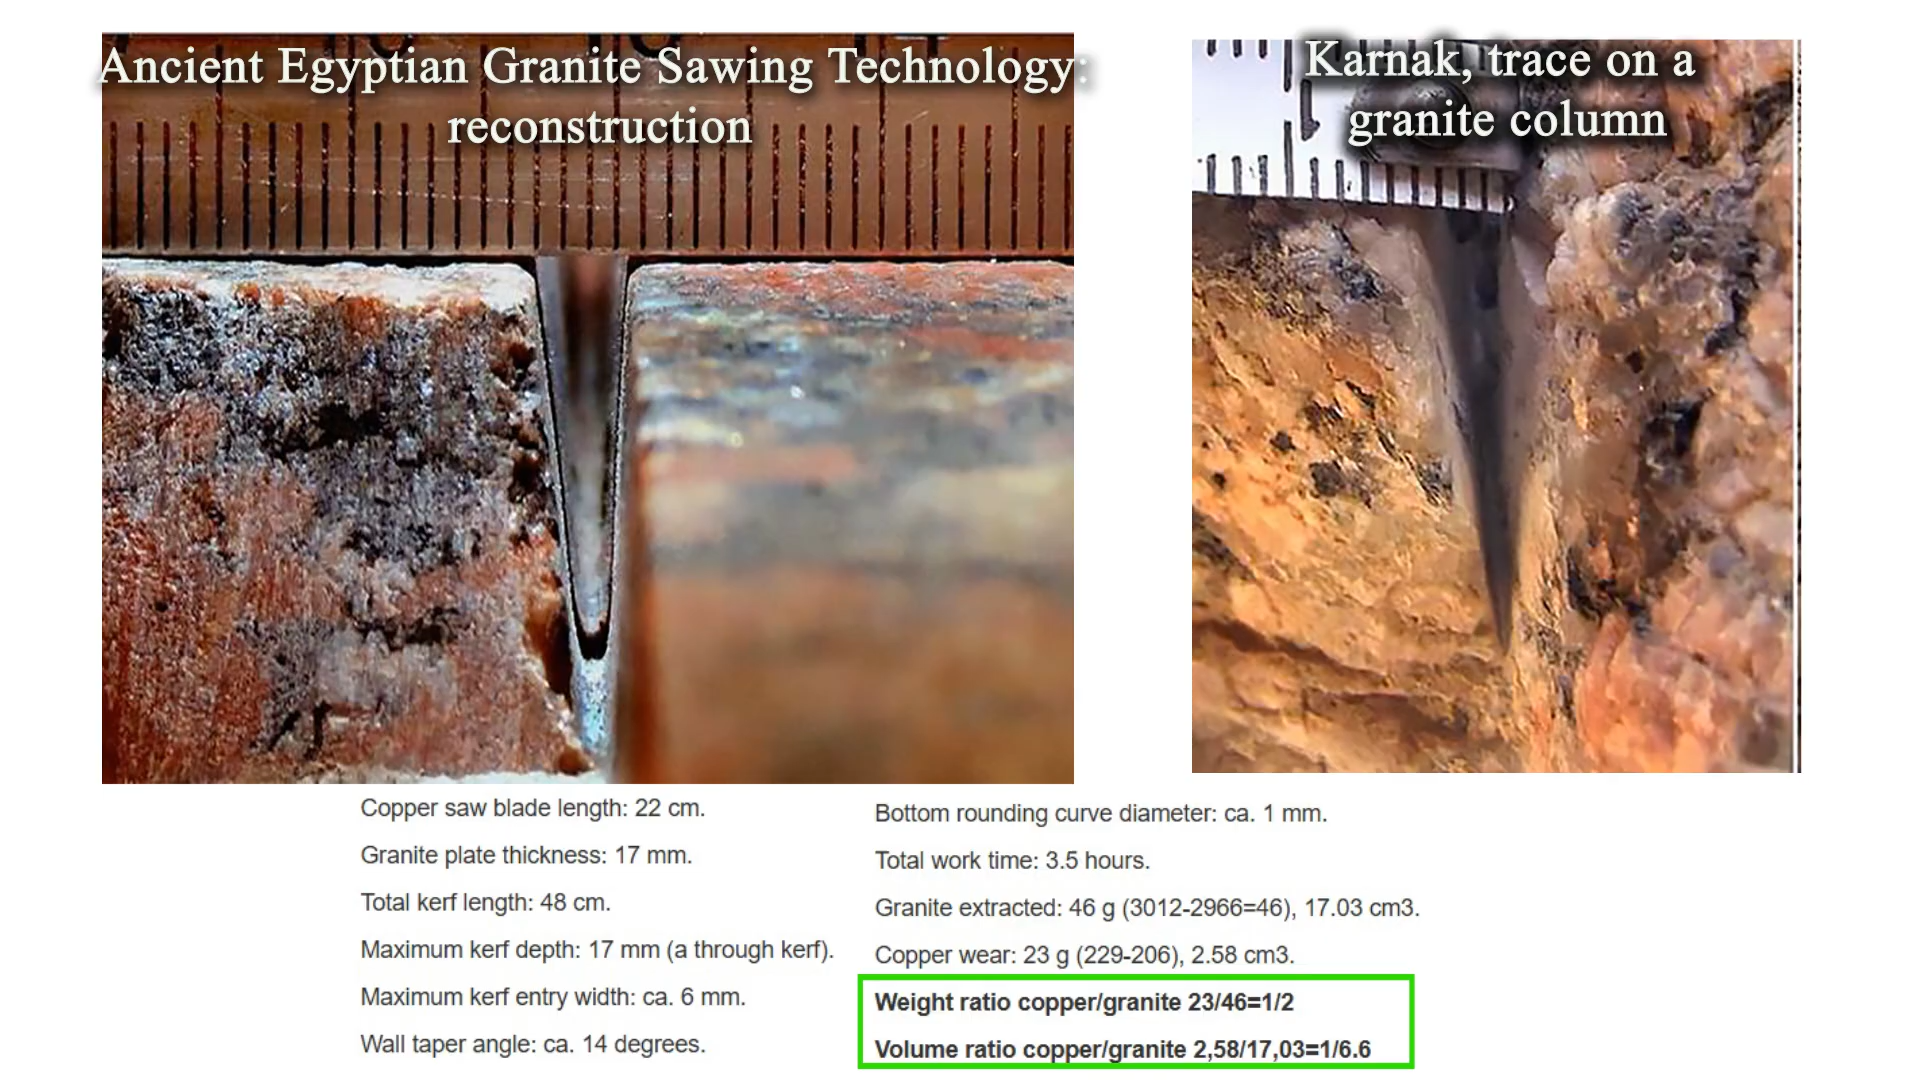 Ancient Egyptian Granite Sawing Technology:
reconstruction
Karnak, trace on a
granite column
Copper saw blade length: 22 cm.
Granite plate thickness: 17 mm.
Total kerf length: 48 cm.
Maximum kerf depth: 17 mm (a through kerf).
Maximum kerf entry width: ca. 6 mm.
Wall taper angle: ca. 14 degrees.
Bottom rounding curve diameter: ca. 1 mm.
Total work time: 3.5 hours.
Granite extracted: 46 g (3012-2966=46), 17.03 cm3.
Copper wear: 23 g (229-206), 2.58 cm3.
Weight ratio copper/granite 23/46=1/2
Volume ratio copper/granite 2,58/17,03=1/6.6